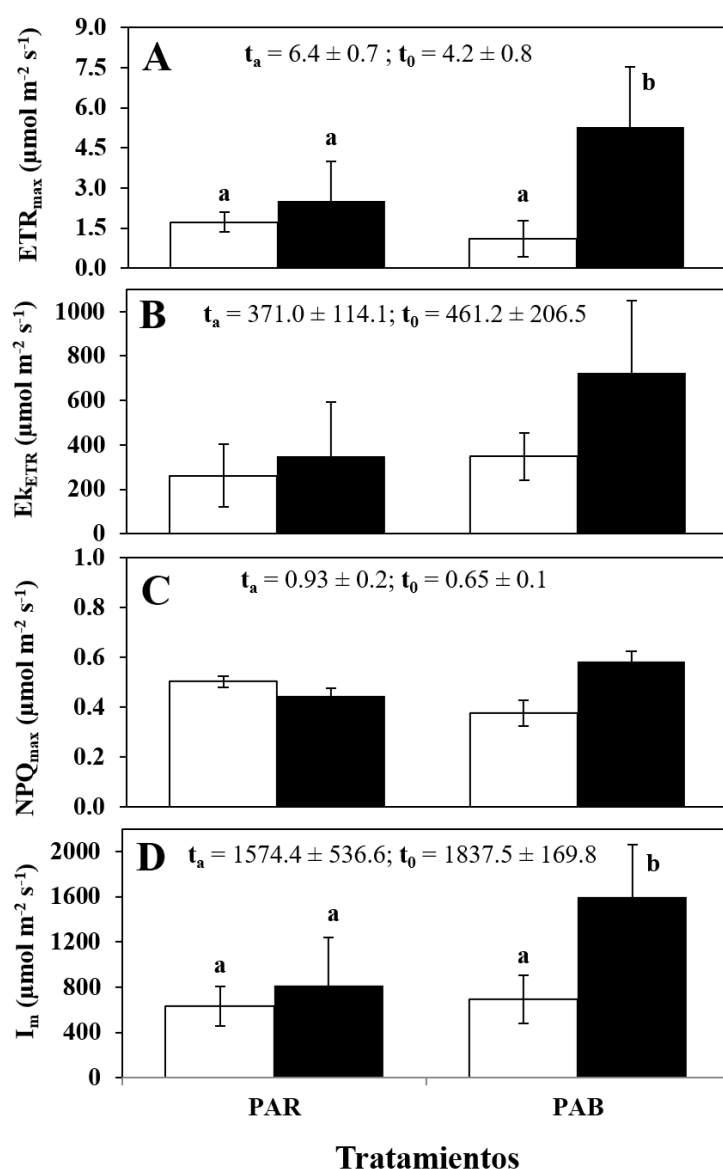 A
tₐ = 6.4 ± 0.7 ; t₀ = 4.2 ± 0.8
ETRmax (µmol m⁻² s⁻¹)
9.0
7.5
6.0
4.5
3.0
1.5
0.0
a
a
a
b
B
tₐ = 371.0 ± 114.1; t₀ = 461.2 ± 206.5
EkETR (µmol m⁻² s⁻¹)
1000
800
600
400
200
0
C
tₐ = 0.93 ± 0.2; t₀ = 0.65 ± 0.1
NPQmax (µmol m⁻² s⁻¹)
1.0
0.8
0.6
0.4
0.2
0.0
D
tₐ = 1574.4 ± 536.6; t₀ = 1837.5 ± 169.8
Im (µmol m⁻² s⁻¹)
2000
1600
1200
800
400
0
a
a
a
b
PAR
PAB
Tratamientos